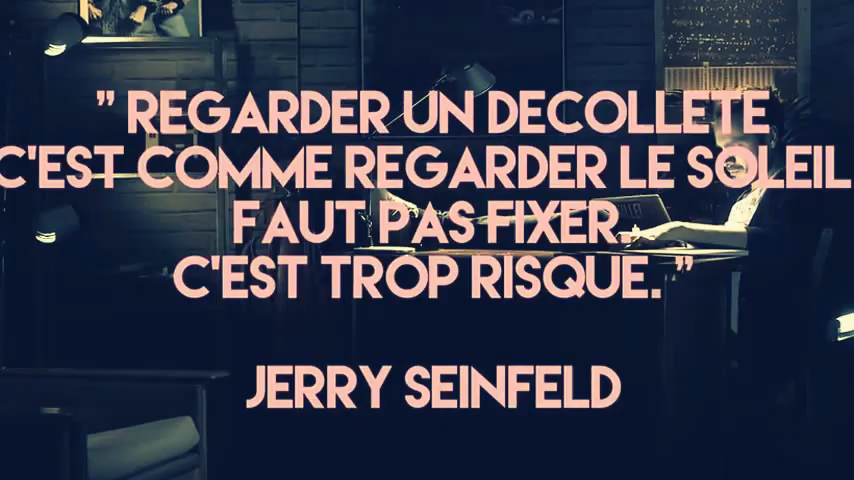 " REGARDER UN DECOLLETE
C'EST COMME REGARDER LE SOLEIL.
FAUT PAS FIXER.
C'EST TROP RISQUE. "
JERRY SEINFELD